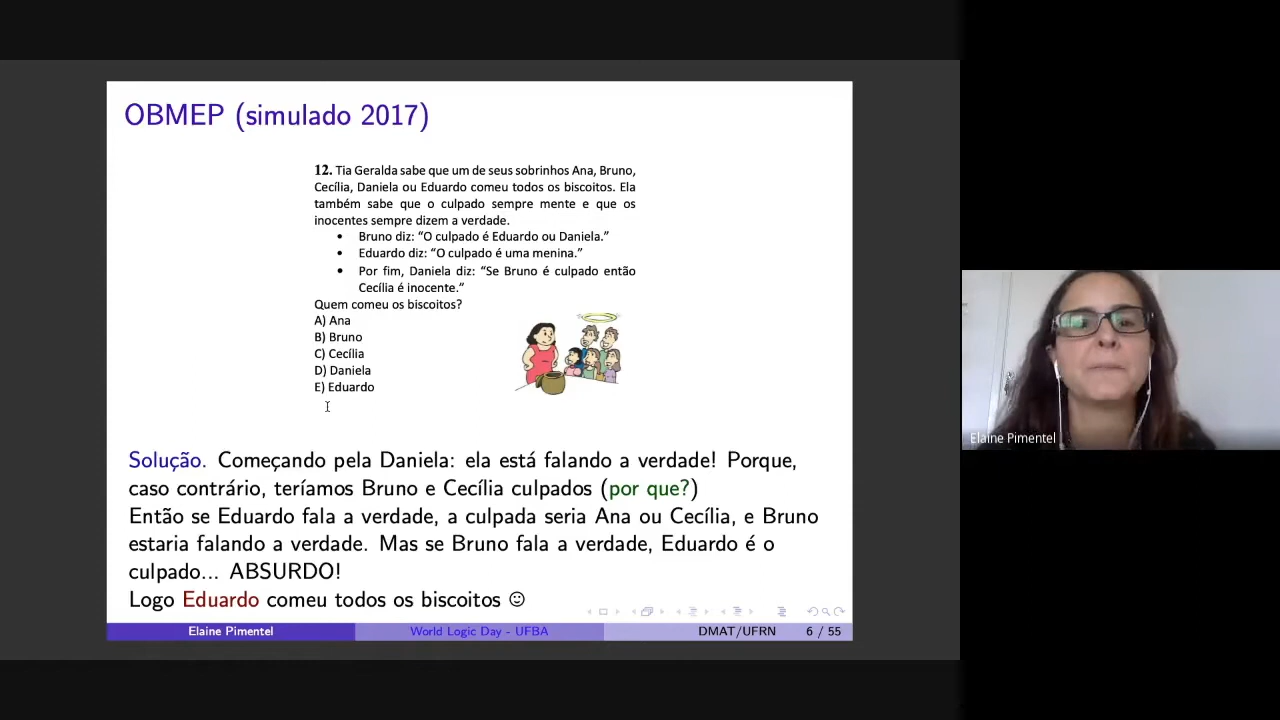 OBMEP (simulado 2017)
12. Tia Geralda sabe que um de seus sobrinhos Ana, Bruno,
Cecília, Daniela ou Eduardo comeu todos os biscoitos. Ela
também sabe que o culpado sempre mente e que os
inocentes sempre dizem a verdade.
• Bruno diz: “O culpado é Eduardo ou Daniela.”
• Eduardo diz: “O culpado é uma menina.”
• Por fim, Daniela diz: “Se Bruno é culpado então
Cecília é inocente.”
Quem comeu os biscoitos?
A) Ana
B) Bruno
C) Cecília
D) Daniela
E) Eduardo
Solução. Começando pela Daniela: ela está falando a verdade! Porque,
caso contrário, teríamos Bruno e Cecília culpados (por que?)
Então se Eduardo fala a verdade, a culpada seria Ana ou Cecília, e Bruno
estaria falando a verdade. Mas se Bruno fala a verdade, Eduardo é o
culpado... ABSURDO!
Logo Eduardo comeu todos os biscoitos ☺
Elaine Pimentel World Logic Day - UFBA DMAT/UFRN 6 / 55
Elaine Pimentel